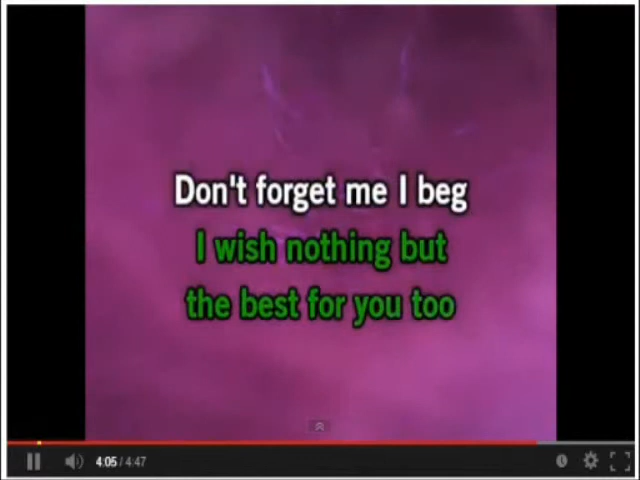 Don't forget me I beg
I wish nothing but
the best for you too
4:05 / 4:47